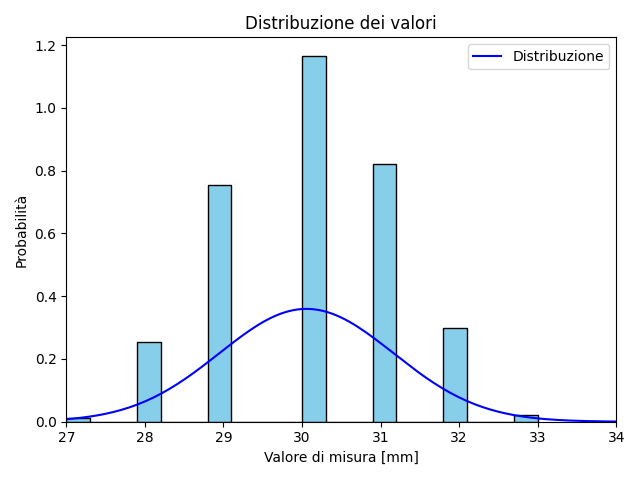 Distribuzione dei valori
Distribuzione
Probabilità
1.2
1.0
0.8
0.6
0.4
0.2
0.0
27 28 29 30 31 32 33 34
Valore di misura [mm]